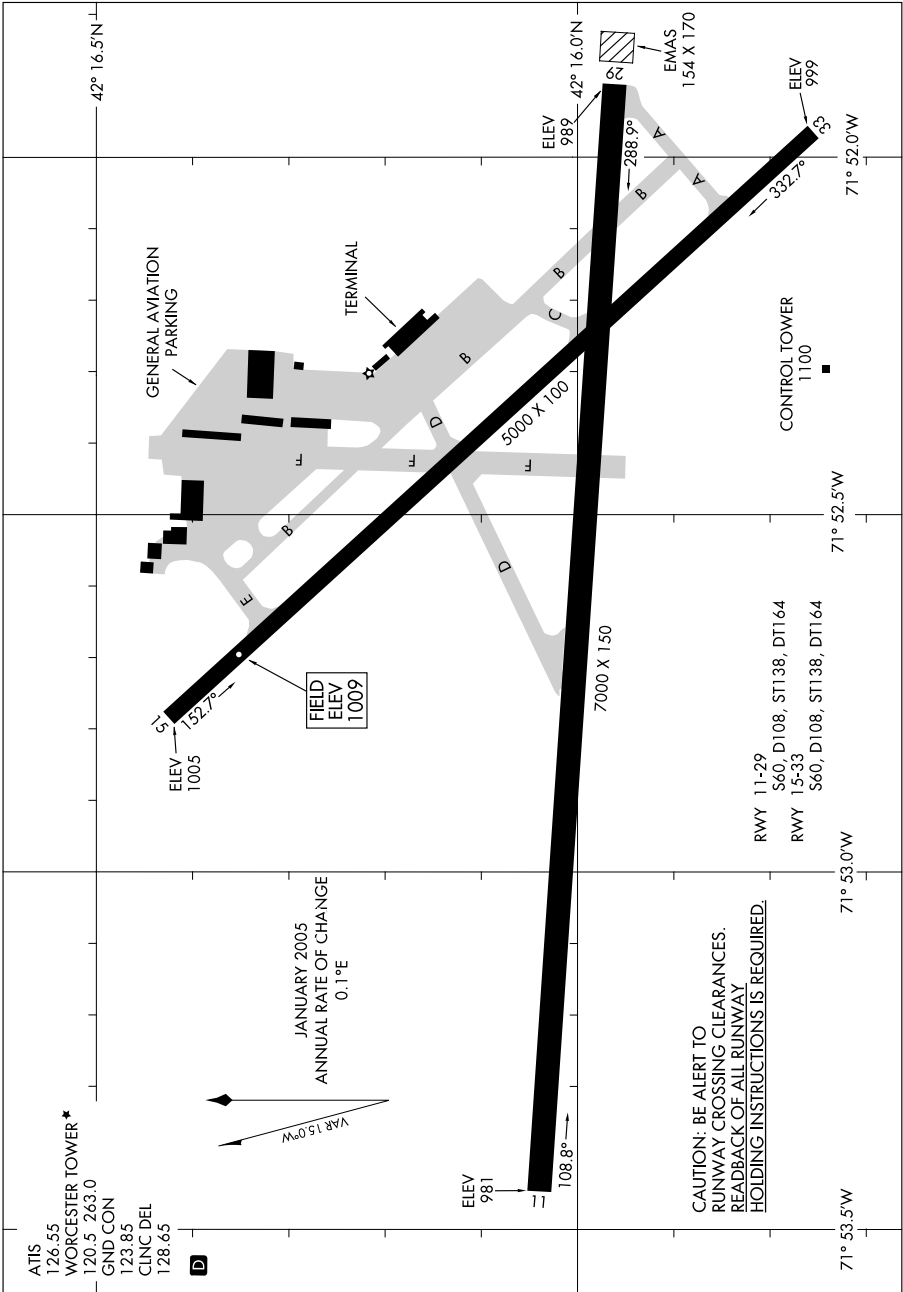 ATIS
126.55
WORCESTER TOWER
120.5 263.0
GND CON
123.85
CLNC DEL
128.65
D
VAR 15.0°W
JANUARY 2005
ANNUAL RATE OF CHANGE
0.1°E
ELEV
981
11
108.8°
CAUTION: BE ALERT TO
RUNWAY CROSSING CLEARANCES.
READBACK OF ALL RUNWAY
HOLDING INSTRUCTIONS IS REQUIRED.
71° 53.5'W
71° 53.0'W
71° 52.5'W
71° 52.0'W
42° 16.5'N
42° 16.0'N
ELEV
1005
15
152.7°
FIELD
ELEV
1009
7000 X 150
RWY 11-29
S60, D108, ST138, DT164
RWY 15-33
S60, D108, ST138, DT164
GENERAL AVIATION
PARKING
TERMINAL
E
B
F
F
F
D
D
B
5000 X 100
C
B
B
A
A
CONTROL TOWER
1100
ELEV
989
29
288.9°
EMAS
154 X 170
ELEV
999
33
332.7°